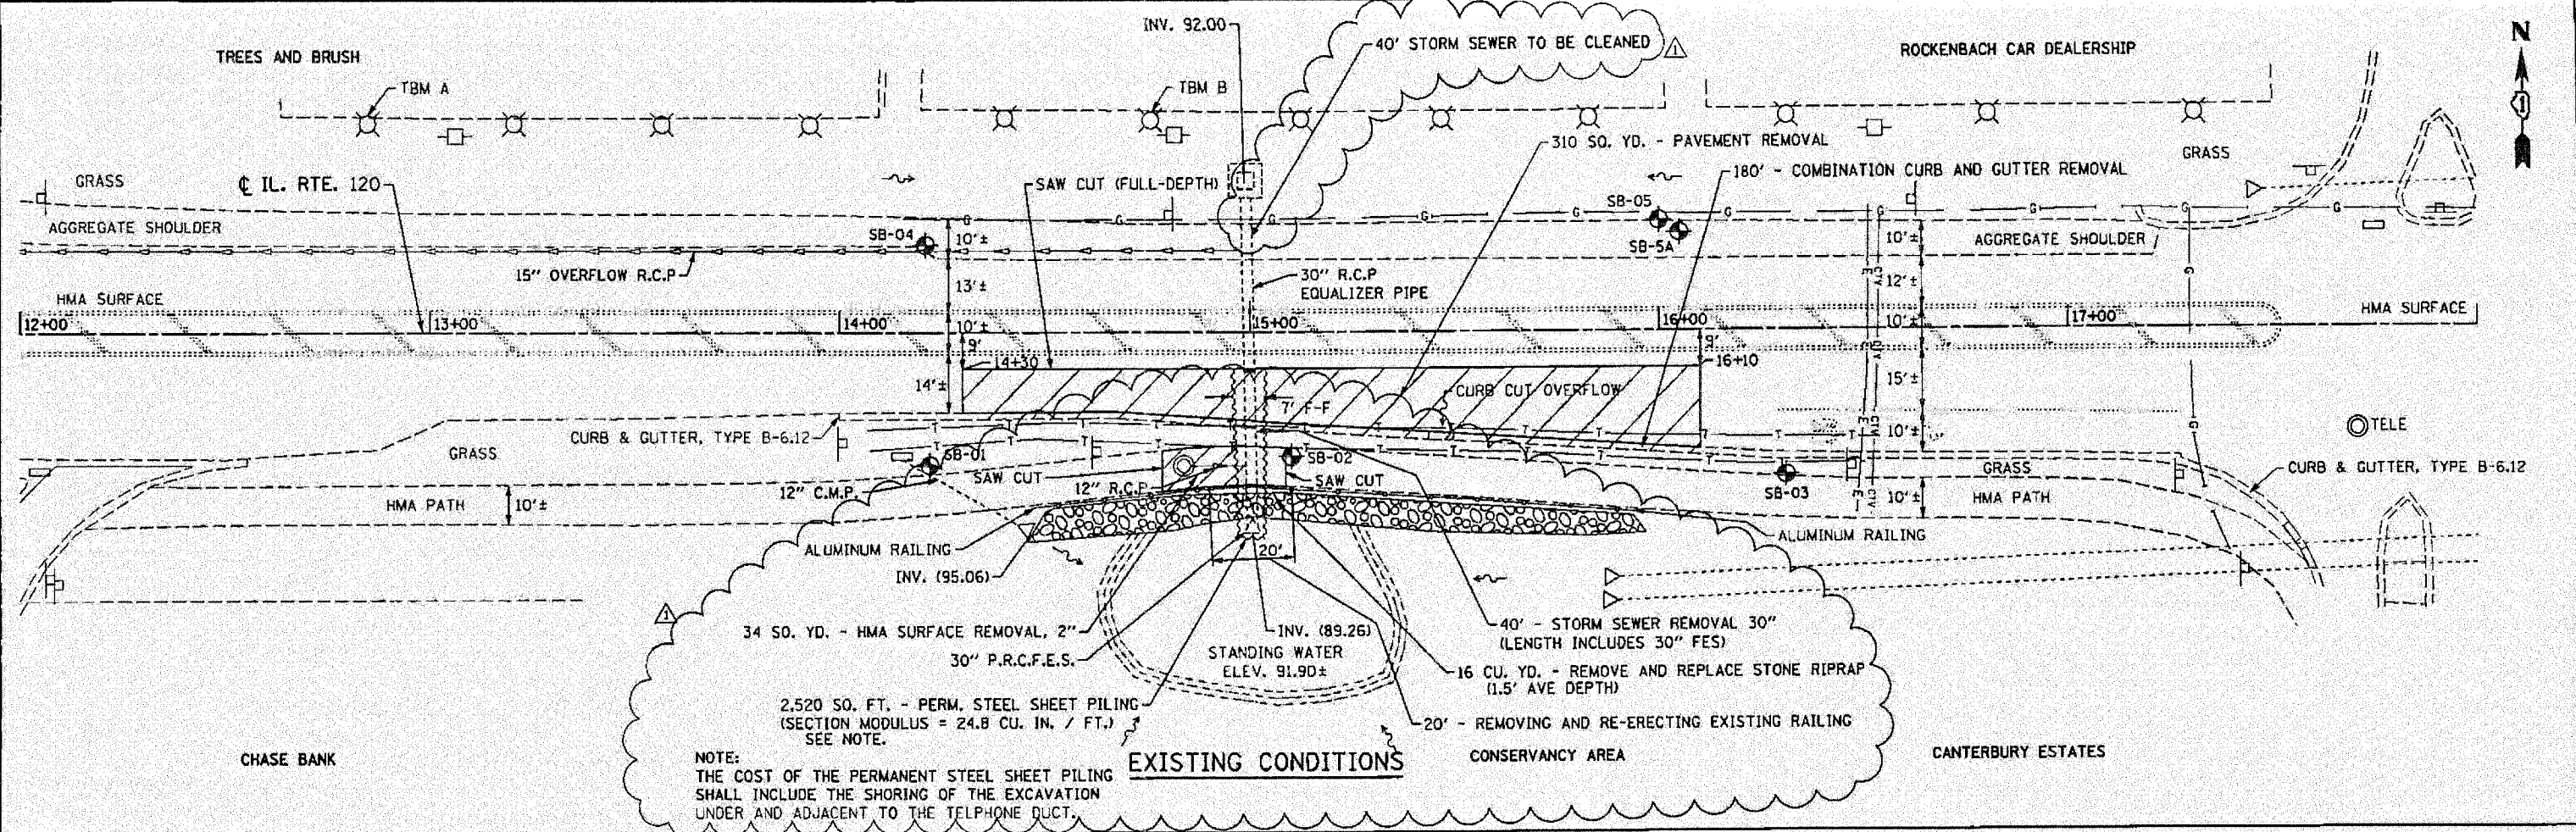 INV. 92.00
40' STORM SEWER TO BE CLEANED
1
ROCKENBACH CAR DEALERSHIP
N
TREES AND BRUSH
TBM A
TBM B
1
310 SQ. YD. - PAVEMENT REMOVAL
GRASS
GRASS
℄ IL. RTE. 120
SAW CUT (FULL-DEPTH)
180' - COMBINATION CURB AND GUTTER REMOVAL
G G G G G G G G G
SB-05
AGGREGATE SHOULDER
SB-04
10'±
SB-5A
10'±
AGGREGATE SHOULDER
15" OVERFLOW R.C.P
13'±
30" R.C.P
EQUALIZER PIPE
12'±
G
HMA SURFACE
HMA SURFACE
12+00
13+00
14+00
10'±
15+00
16+00
10'±
17+00
9'
9'
14+30
16+10
14'±
15'±
CURB CUT OVERFLOW
7' F-F
CURB & GUTTER, TYPE B-6.12
T T T T T T T T
10'±
CTV
E
G
TELE
GRASS
SB-01
SAW CUT
SB-02
SAW CUT
GRASS
CURB & GUTTER, TYPE B-6.12
12" C.M.P.
12" R.C.P.
SB-03
HMA PATH
10'±
10'±
HMA PATH
ALUMINUM RAILING
20'
ALUMINUM RAILING
INV. (95.06)
1
34 SQ. YD. - HMA SURFACE REMOVAL, 2"
INV. (89.26)
40' - STORM SEWER REMOVAL 30"
(LENGTH INCLUDES 30" FES)
30" P.R.C.F.E.S.
STANDING WATER
ELEV. 91.90±
16 CU. YD. - REMOVE AND REPLACE STONE RIPRAP
(1.5' AVE DEPTH)
2,520 SQ. FT. - PERM. STEEL SHEET PILING
(SECTION MODULUS = 24.8 CU. IN. / FT.)
SEE NOTE.
20' - REMOVING AND RE-ERECTING EXISTING RAILING
CHASE BANK
NOTE:
THE COST OF THE PERMANENT STEEL SHEET PILING
SHALL INCLUDE THE SHORING OF THE EXCAVATION
UNDER AND ADJACENT TO THE TELPHONE DUCT.
EXISTING CONDITIONS
CONSERVANCY AREA
CANTERBURY ESTATES